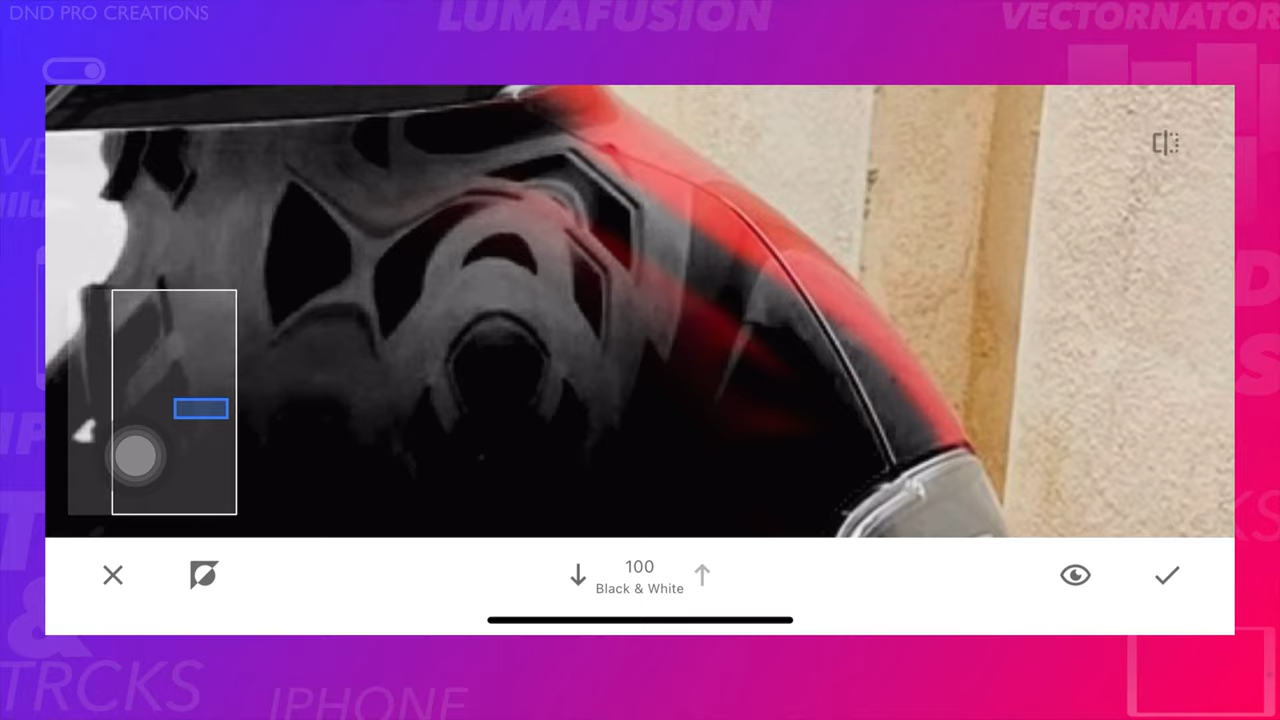 DND PRO CREATIONS
LUMAFUSION
VECTORNATOR
100
Black & White
&
TRCKS
IPHONE